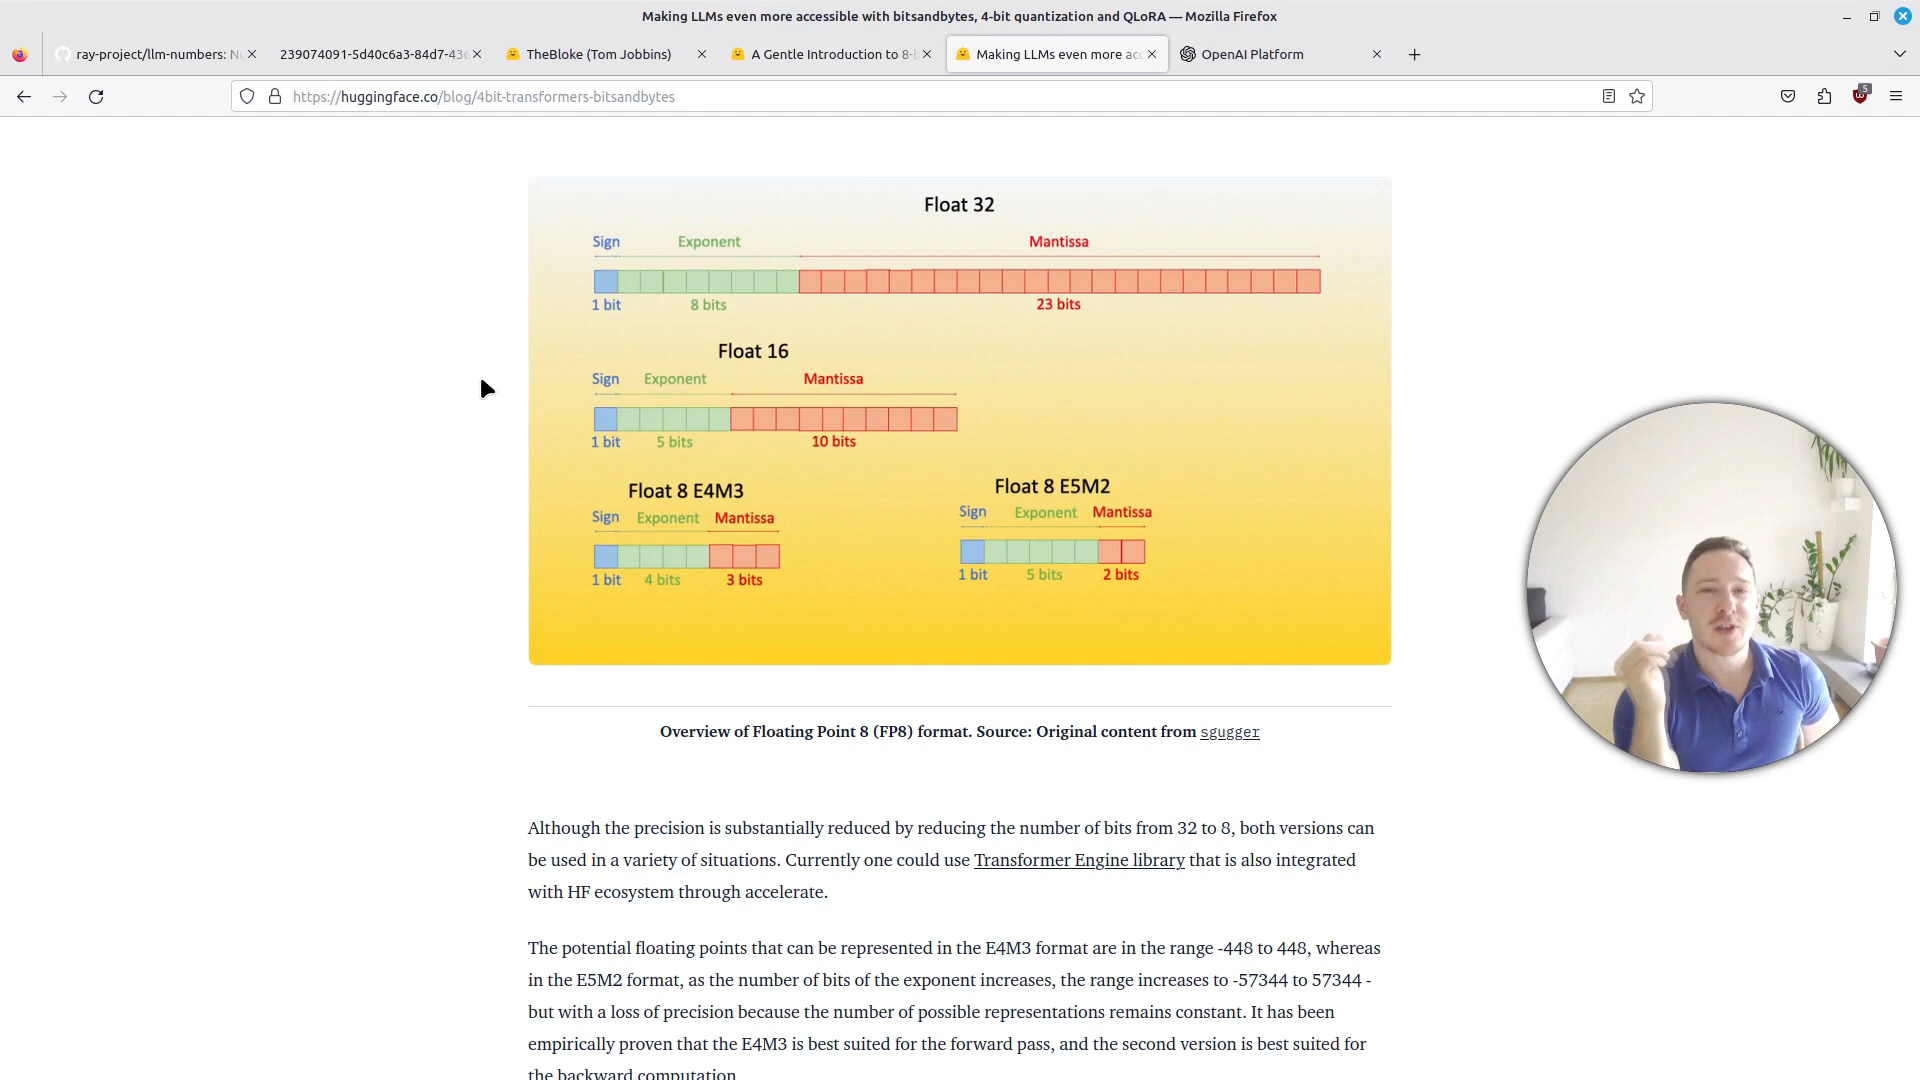 Making LLMs even more accessible with bitsandbytes, 4-bit quantization and QLoRA — Mozilla Firefox
ray-project/llm-numbers: N
239074091-5d40c6a3-84d7-436
TheBloke (Tom Jobbins)
A Gentle Introduction to 8-b
Making LLMs even more acc
OpenAI Platform
https://huggingface.co/blog/4bit-transformers-bitsandbytes
5
Float 32
Sign Exponent Mantissa
1 bit 8 bits 23 bits
Float 16
Sign Exponent Mantissa
1 bit 5 bits 10 bits
Float 8 E4M3
Sign Exponent Mantissa
1 bit 4 bits 3 bits
Float 8 E5M2
Sign Exponent Mantissa
1 bit 5 bits 2 bits
Overview of Floating Point 8 (FP8) format. Source: Original content from sgugger
Although the precision is substantially reduced by reducing the number of bits from 32 to 8, both versions can
be used in a variety of situations. Currently one could use Transformer Engine library that is also integrated
with HF ecosystem through accelerate.
The potential floating points that can be represented in the E4M3 format are in the range -448 to 448, whereas
in the E5M2 format, as the number of bits of the exponent increases, the range increases to -57344 to 57344 -
but with a loss of precision because the number of possible representations remains constant. It has been
empirically proven that the E4M3 is best suited for the forward pass, and the second version is best suited for
the backward computation